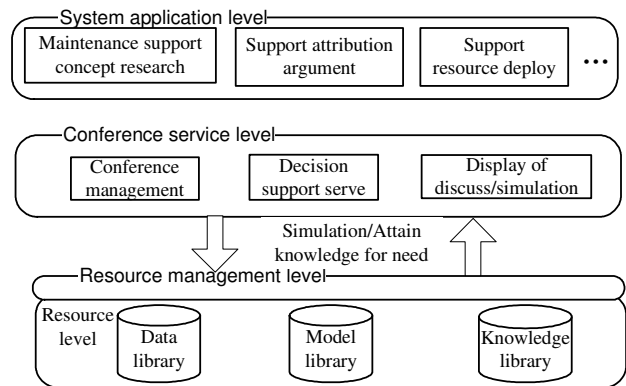 System application level
Maintenance support
concept research
Support attribution
argument
Support
resource deploy
...
Conference service level
Conference
management
Decision
support serve
Display of
discuss/simulation
Simulation/Attain
knowledge for need
Resource management level
Resource
level
Data
library
Model
library
Knowledge
library